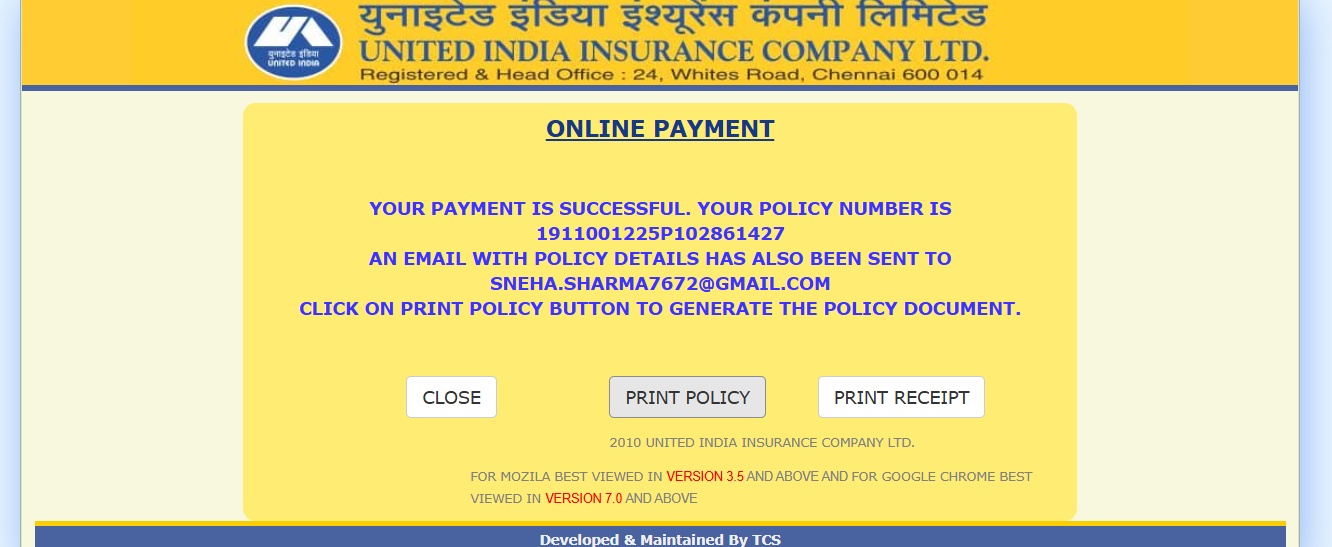 युनाइटेड इंडिया इंश्यूरेंस कंपनी लिमिटेड
युनाइटेड इंडिया
UNITED INDIA
UNITED INDIA INSURANCE COMPANY LTD.
Registered & Head Office : 24, Whites Road, Chennai 600 014
ONLINE PAYMENT
YOUR PAYMENT IS SUCCESSFUL. YOUR POLICY NUMBER IS
1911001225P102861427
AN EMAIL WITH POLICY DETAILS HAS ALSO BEEN SENT TO
SNEHA.SHARMA7672@GMAIL.COM
CLICK ON PRINT POLICY BUTTON TO GENERATE THE POLICY DOCUMENT.
CLOSE PRINT POLICY PRINT RECEIPT
2010 UNITED INDIA INSURANCE COMPANY LTD.
FOR MOZILA BEST VIEWED IN VERSION 3.5 AND ABOVE AND FOR GOOGLE CHROME BEST
VIEWED IN VERSION 7.0 AND ABOVE
Developed & Maintained By TCS